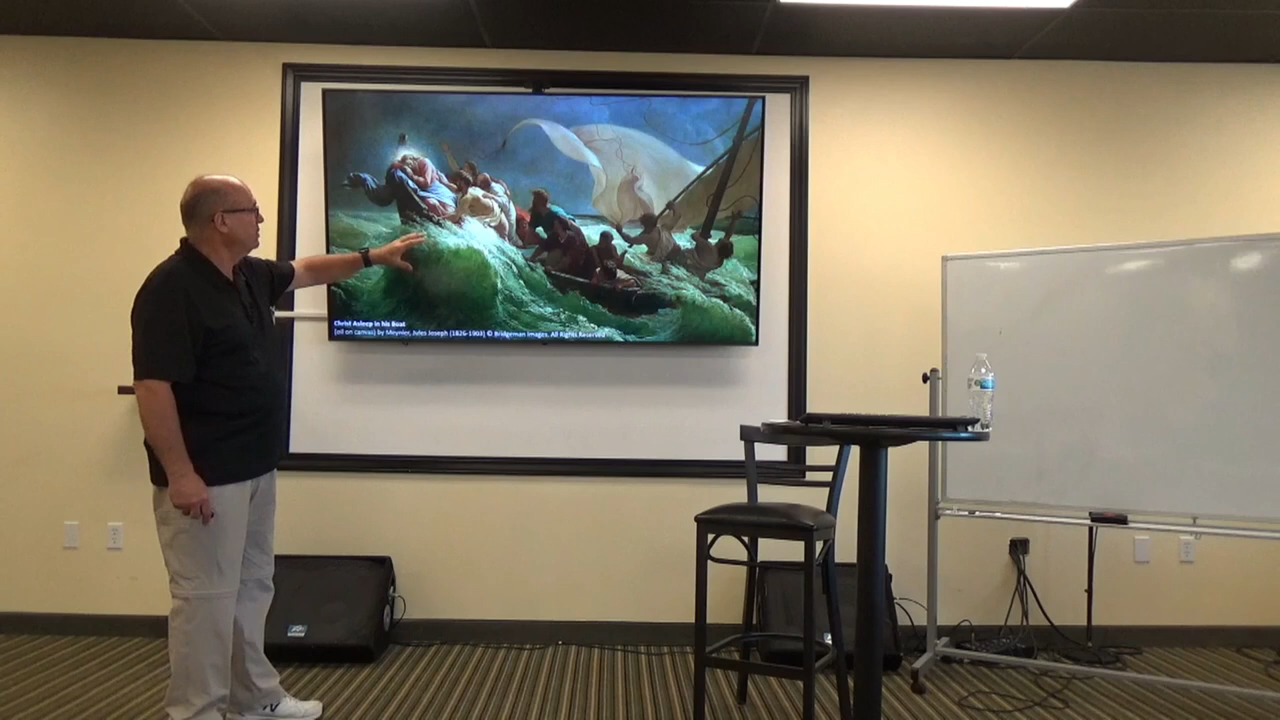 Christ Asleep in his Boat
(oil on canvas) by Meynier, Jules Joseph (1826-1903) © Bridgeman Images. All Rights Reserved